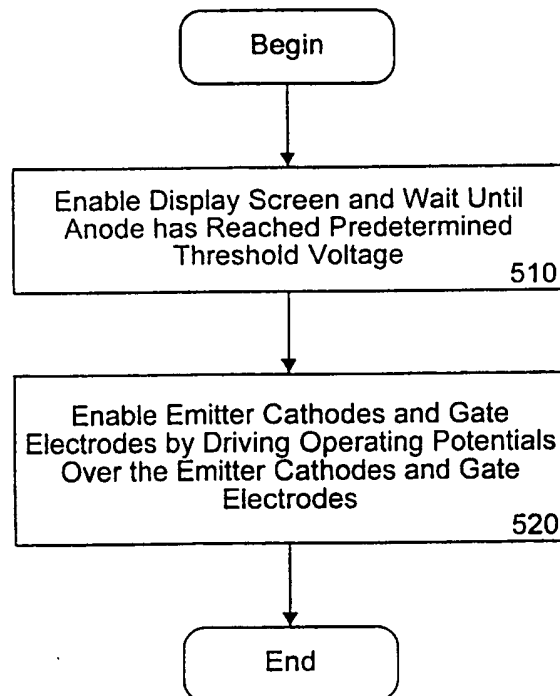 Begin
Enable Display Screen and Wait Until
Anode has Reached Predetermined
Threshold Voltage
510
Enable Emitter Cathodes and Gate
Electrodes by Driving Operating Potentials
Over the Emitter Cathodes and Gate
Electrodes
520
End